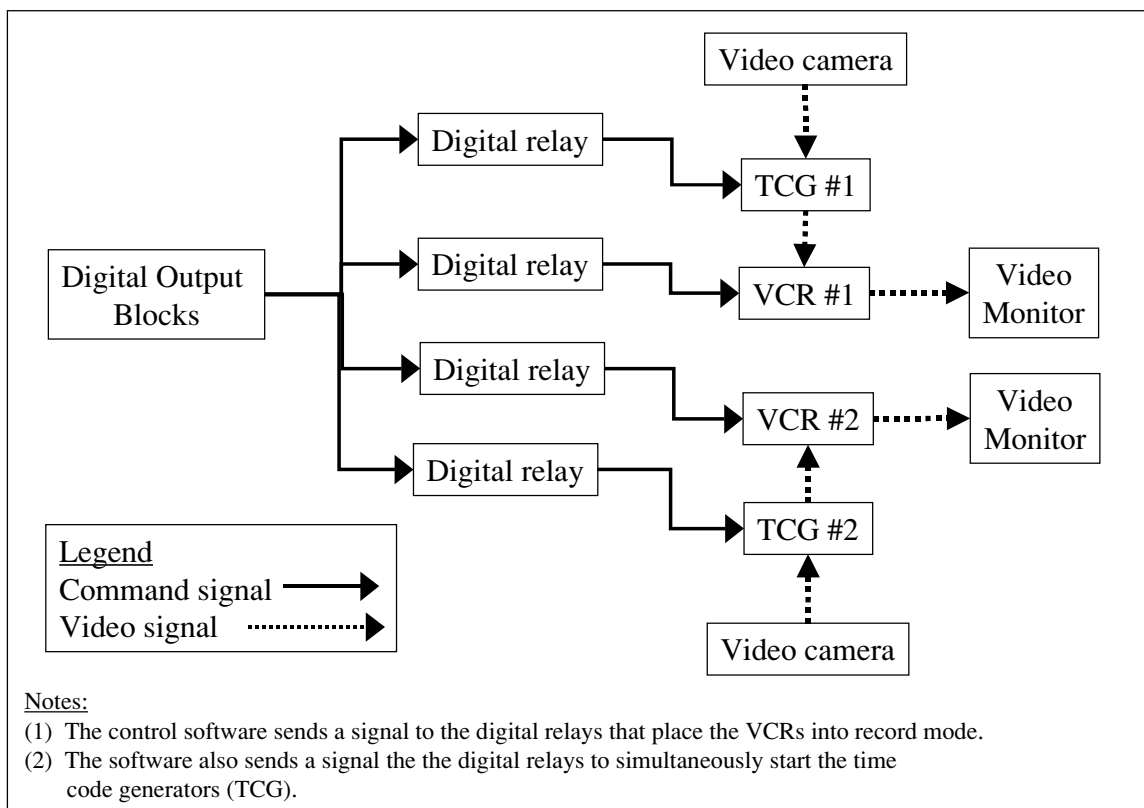 Video camera
Digital relay
TCG #1
Digital relay
Digital Output
Blocks
VCR #1
Video
Monitor
Digital relay
VCR #2
Video
Monitor
Digital relay
TCG #2
Legend
Command signal
Video signal
Video camera
Notes:
(1) The control software sends a signal to the digital relays that place the VCRs into record mode.
(2) The software also sends a signal the the digital relays to simultaneously start the time
code generators (TCG).